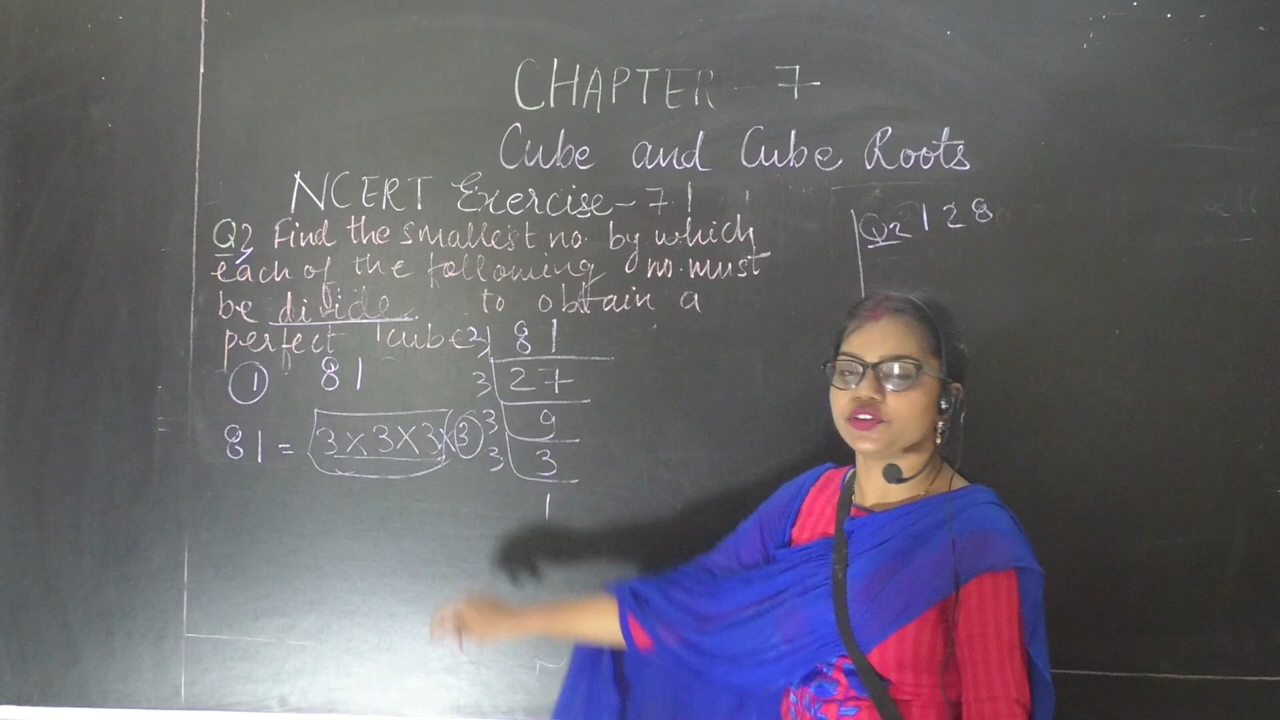 CHAPTER - 7
Cube and Cube Roots
NCERT Exercise - 7.1
Q2 Find the smallest no. by which
each of the following no. must
be divide to obtain a
perfect cube
① 81
81 = 3×3×3×3
3 81
3 27
3 9
3 3
1
Q2 128